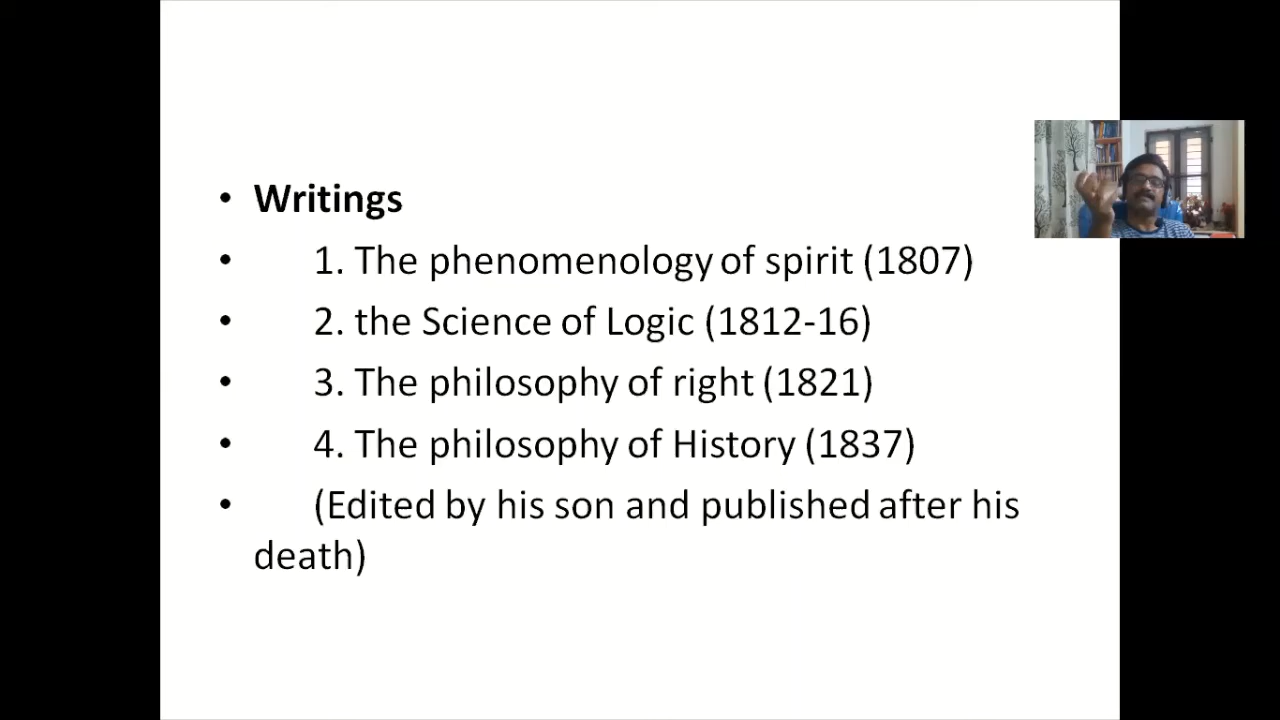 • Writings
• 1. The phenomenology of spirit (1807)
• 2. the Science of Logic (1812-16)
• 3. The philosophy of right (1821)
• 4. The philosophy of History (1837)
• (Edited by his son and published after his
death)